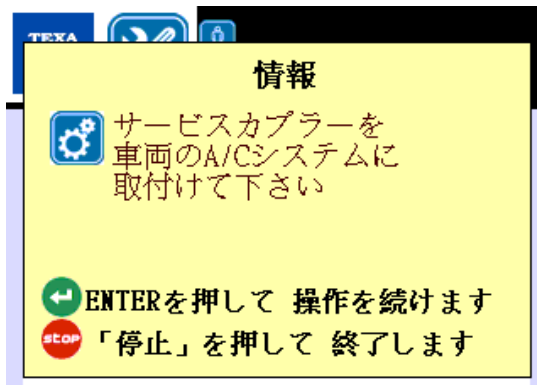 TEXA
情報
サービスカプラーを
車両のA/Cシステムに
取付けて下さい
ENTERを押して 操作を続けます
stop 「停止」を押して 終了します